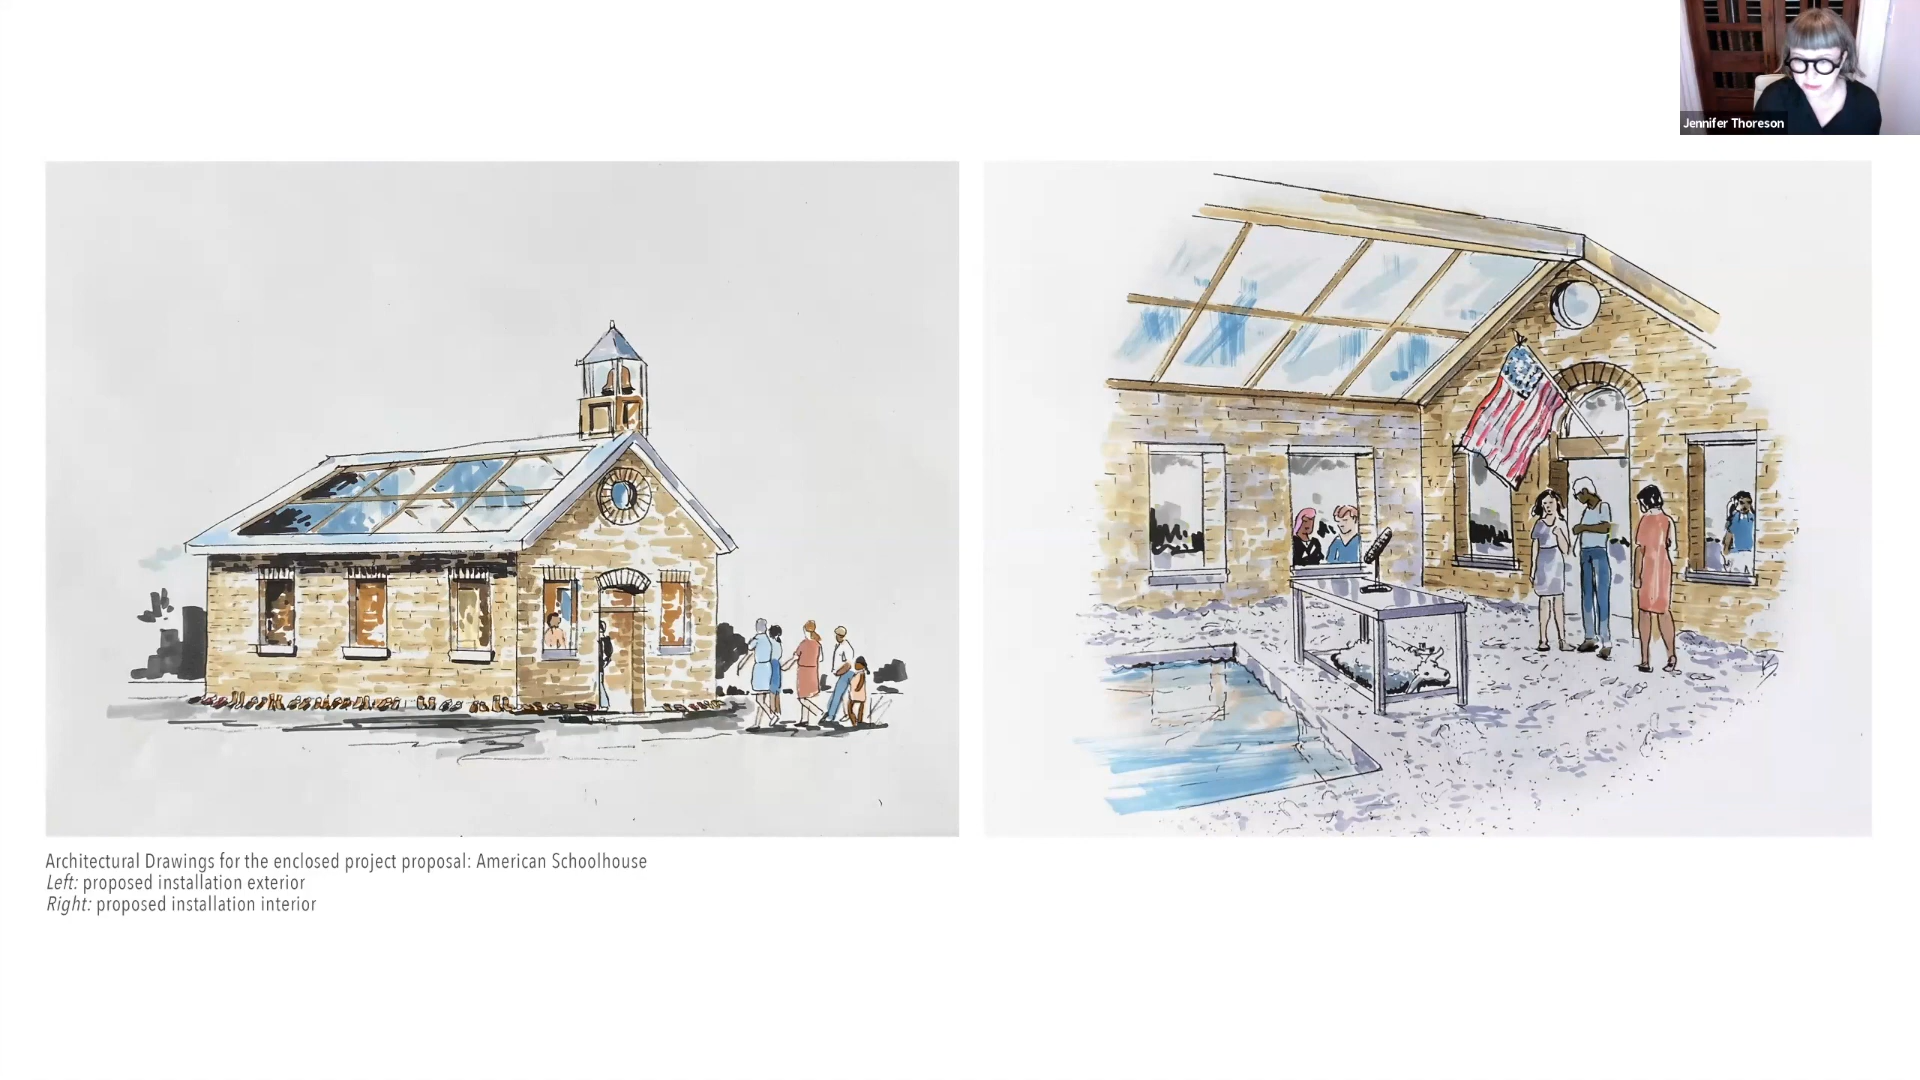 Jennifer Thoreson
Architectural Drawings for the enclosed project proposal: American Schoolhouse
Left: proposed installation exterior
Right: proposed installation interior